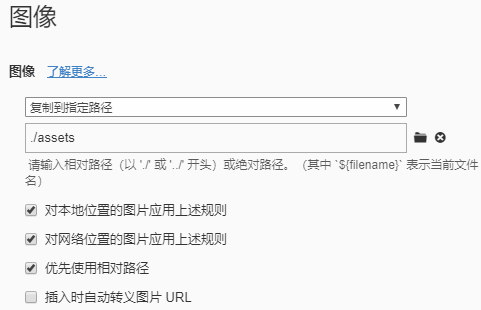 图像
图像 了解更多...
复制到指定路径
./assets
请输入相对路径（以 './' 或 '../' 开头）或绝对路径。（其中 `${filename}` 表示当前文件
名）
对本地位置的图片应用上述规则
对网络位置的图片应用上述规则
优先使用相对路径
插入时自动转义图片 URL